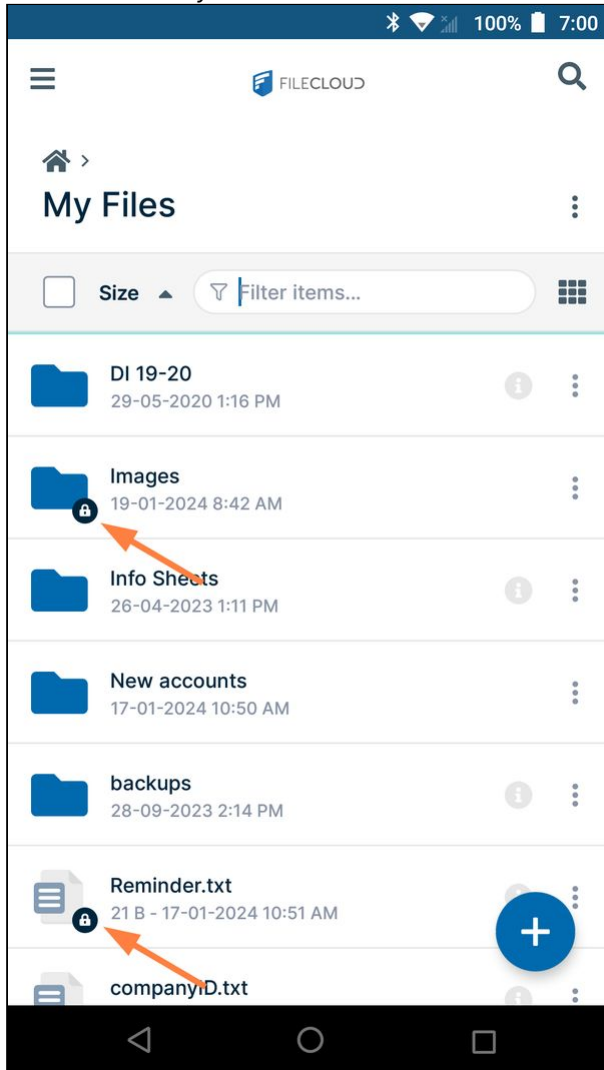 100% 7:00
FILECLOUD
My Files
Size Filter items...
DI 19-20
29-05-2020 1:16 PM
Images
19-01-2024 8:42 AM
Info Sheets
26-04-2023 1:11 PM
New accounts
17-01-2024 10:50 AM
backups
28-09-2023 2:14 PM
Reminder.txt
21 B - 17-01-2024 10:51 AM
companyID.txt